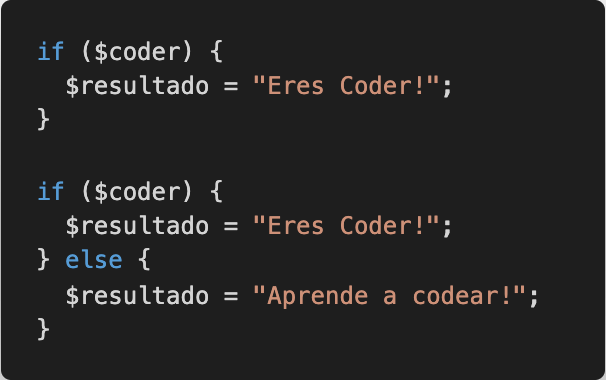 if ($coder) {
  $resultado = "Eres Coder!";
}

if ($coder) {
  $resultado = "Eres Coder!";
} else {
  $resultado = "Aprende a codear!";
}